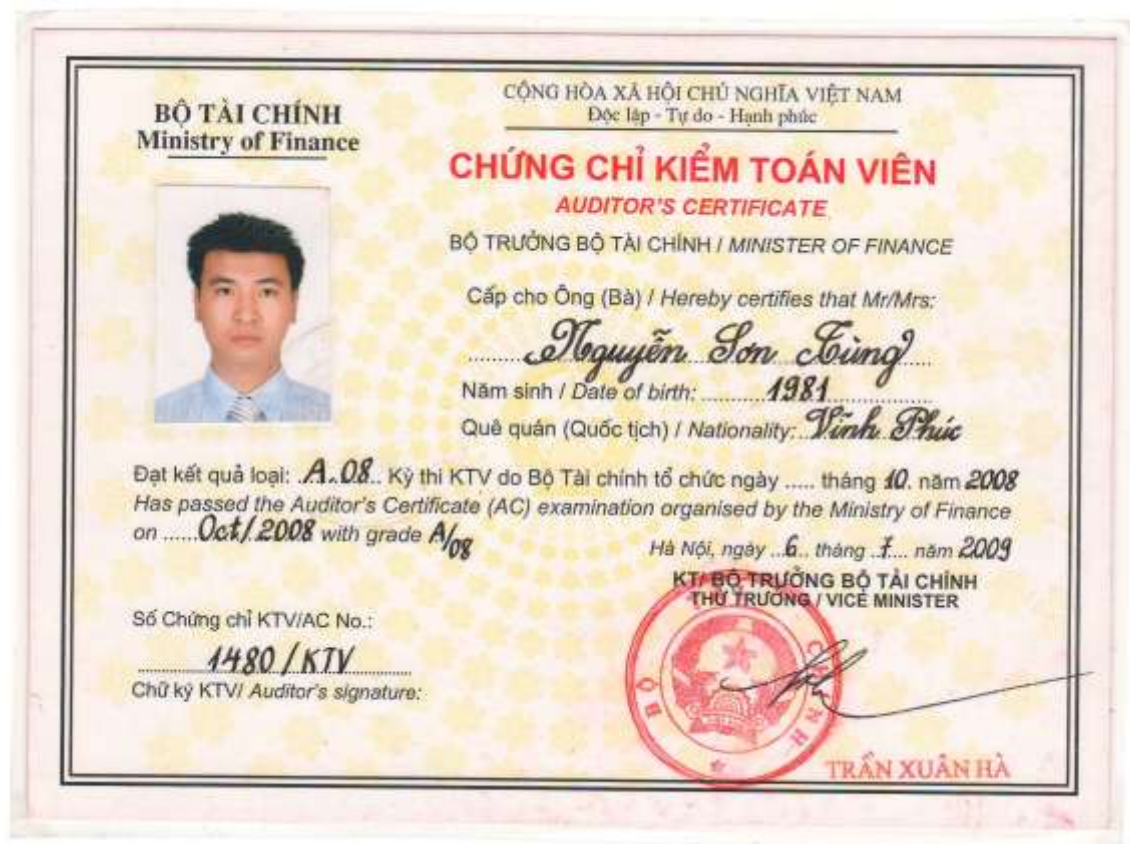 BỘ TÀI CHÍNH
Ministry of Finance
CỘNG HÒA XÃ HỘI CHỦ NGHĨA VIỆT NAM
Độc lập - Tự do - Hạnh phúc
CHỨNG CHỈ KIỂM TOÁN VIÊN
AUDITOR'S CERTIFICATE
BỘ TRƯỞNG BỘ TÀI CHÍNH / MINISTER OF FINANCE
Cấp cho Ông (Bà) / Hereby certifies that Mr/Mrs:
Nguyễn Sơn Tùng
Năm sinh / Date of birth: 1981
Quê quán (Quốc tịch) / Nationality: Vĩnh Phúc
Đạt kết quả loại: A.08 Kỳ thi KTV do Bộ Tài chính tổ chức ngày ..... tháng 10 năm 2008
Has passed the Auditor's Certificate (AC) examination organised by the Ministry of Finance
on Oct/2008 with grade A/08
Hà Nội, ngày 6 tháng 7 năm 2009
KT/ BỘ TRƯỞNG BỘ TÀI CHÍNH
THỨ TRƯỞNG / VICE MINISTER
Số Chứng chỉ KTV/AC No.:
1480/KTV
Chữ ký KTV/ Auditor's signature:
TRẦN XUÂN HÀ